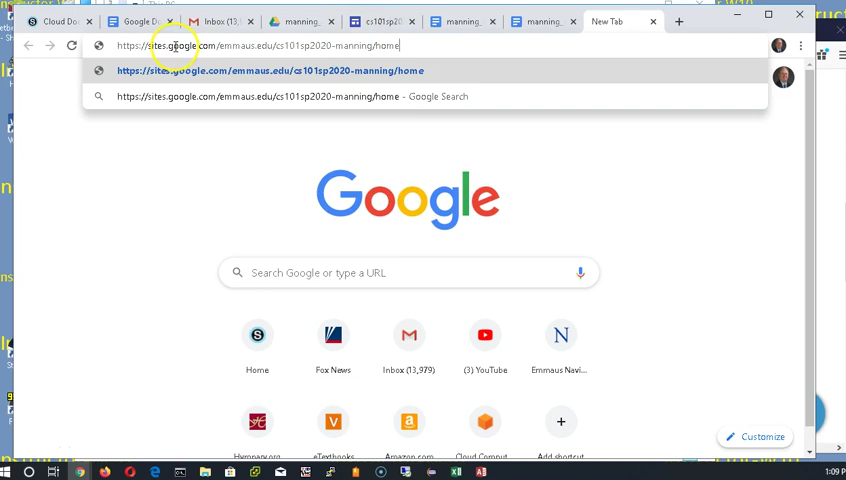 Cloud Do
Google Do
Inbox (13,
manning_
cs101sp20
manning_
manning_
New Tab
https://sites.google.com/emmaus.edu/cs101sp2020-manning/home
https://sites.google.com/emmaus.edu/cs101sp2020-manning/home
https://sites.google.com/emmaus.edu/cs101sp2020-manning/home - Google Search
Google
Search Google or type a URL
Home
Fox News
Inbox (13,979)
(3) YouTube
Emmaus Navi...
Hymnary.org
eTextbooks
Amazon.com
Cloud Comput
Add shortcut
Customize
1:09 P